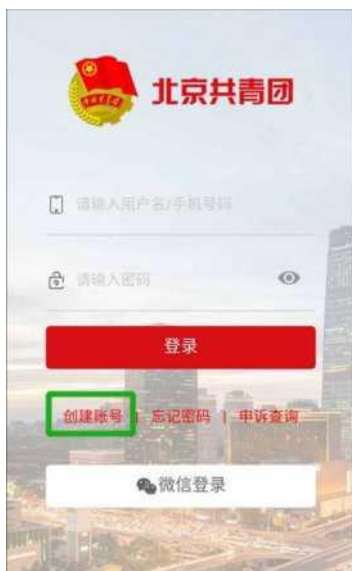 北京共青团
请输入用户名/手机号码
请输入密码
登录
创建账号 | 忘记密码 | 申诉查询
微信登录